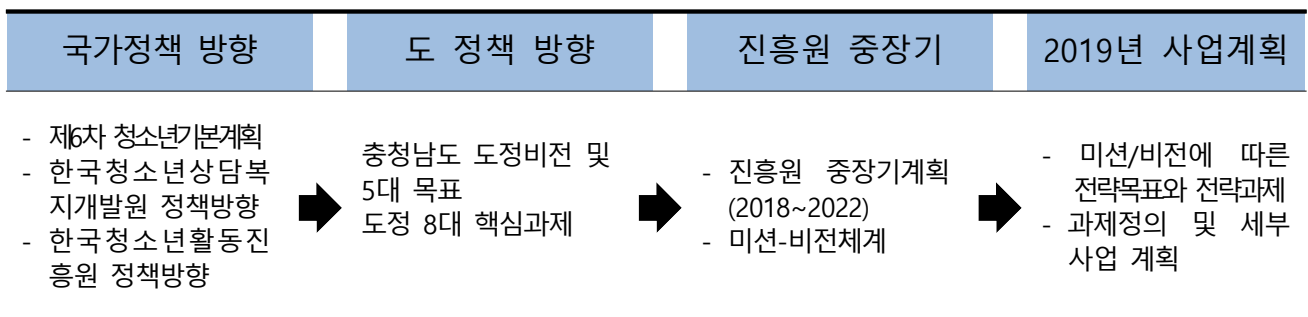 국가정책 방향
도 정책 방향
진흥원 중장기
2019년 사업계획
- 제6차 청소년기본계획
- 한국청소년상담복
지개발원 정책방향
- 한국청소년활동진
흥원 정책방향
충청남도 도정비전 및
5대 목표
도정 8대 핵심과제
- 진흥원 중장기계획
(2018~2022)
- 미션-비전체계
- 미션/비전에 따른
전략목표와 전략과제
- 과제정의 및 세부
사업 계획